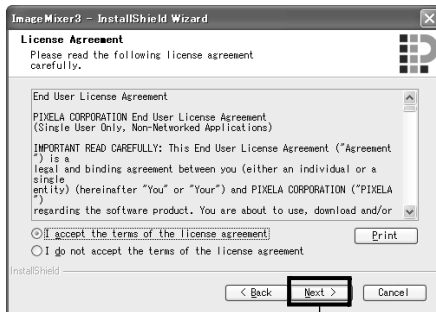 ImageMixer3 - InstallShield Wizard
License Agreement
Please read the following license agreement
carefully.
End User License Agreement
PIXELA CORPORATION End User License Agreement
(Single User Only, Non-Networked Applications)
IMPORTANT READ CAREFULLY: This End User License Agreement ("Agreement
") is a
legal and binding agreement between you (either an individual or a
single
entity) (hereinafter "You" or "Your") and PIXELA CORPORATION ("PIXELA
")
regarding the software product. You are about to use, download and/or
I accept the terms of the license agreement
Print
I do not accept the terms of the license agreement
InstallShield
< Back
Next >
Cancel